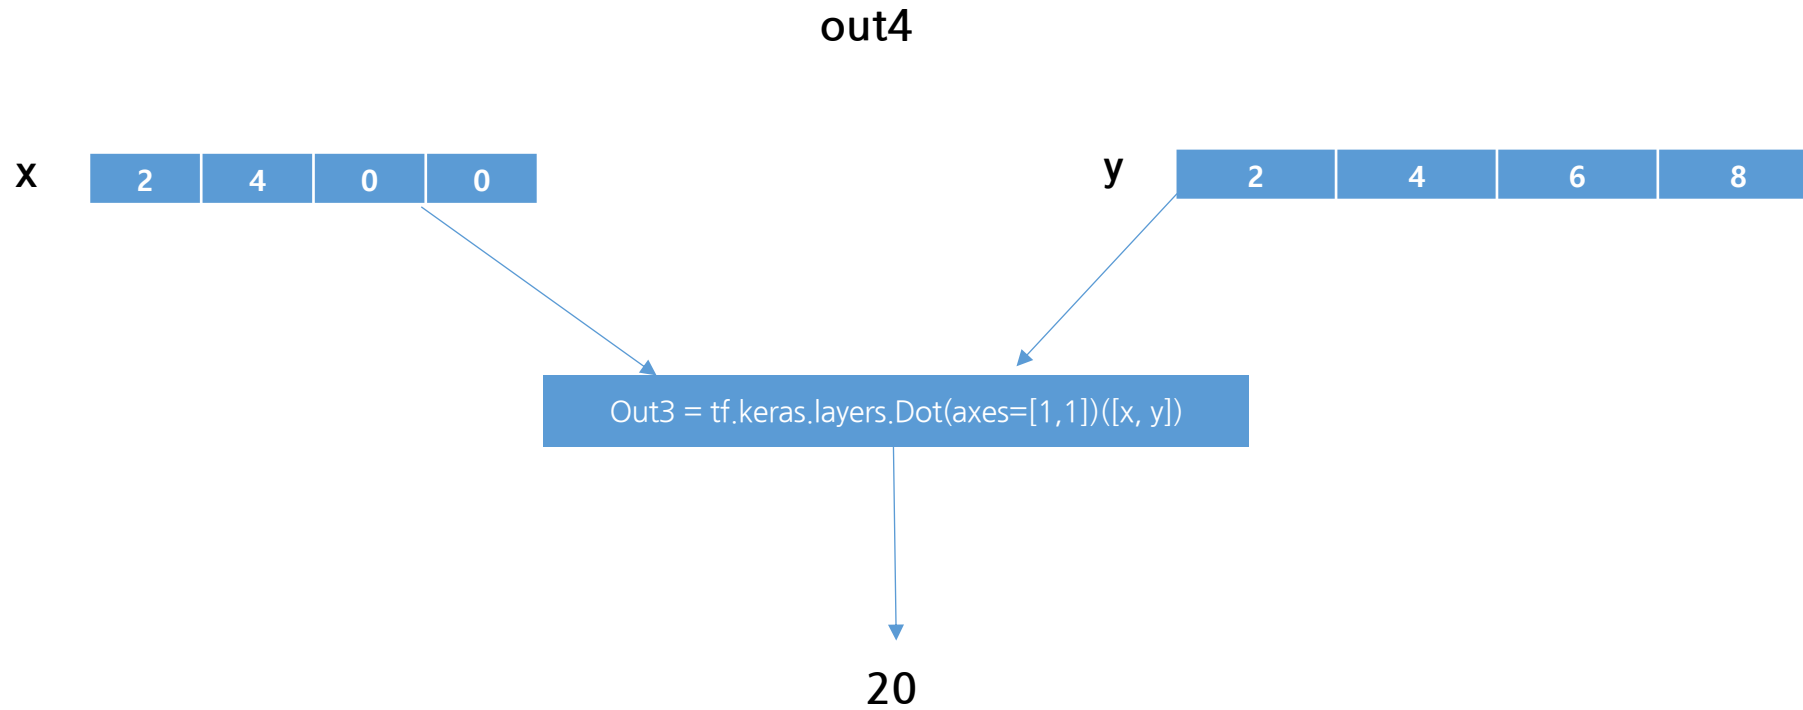 out4
x 2 4 0 0
y 2 4 6 8
Out3 = tf.keras.layers.Dot(axes=[1,1])([x, y])
20